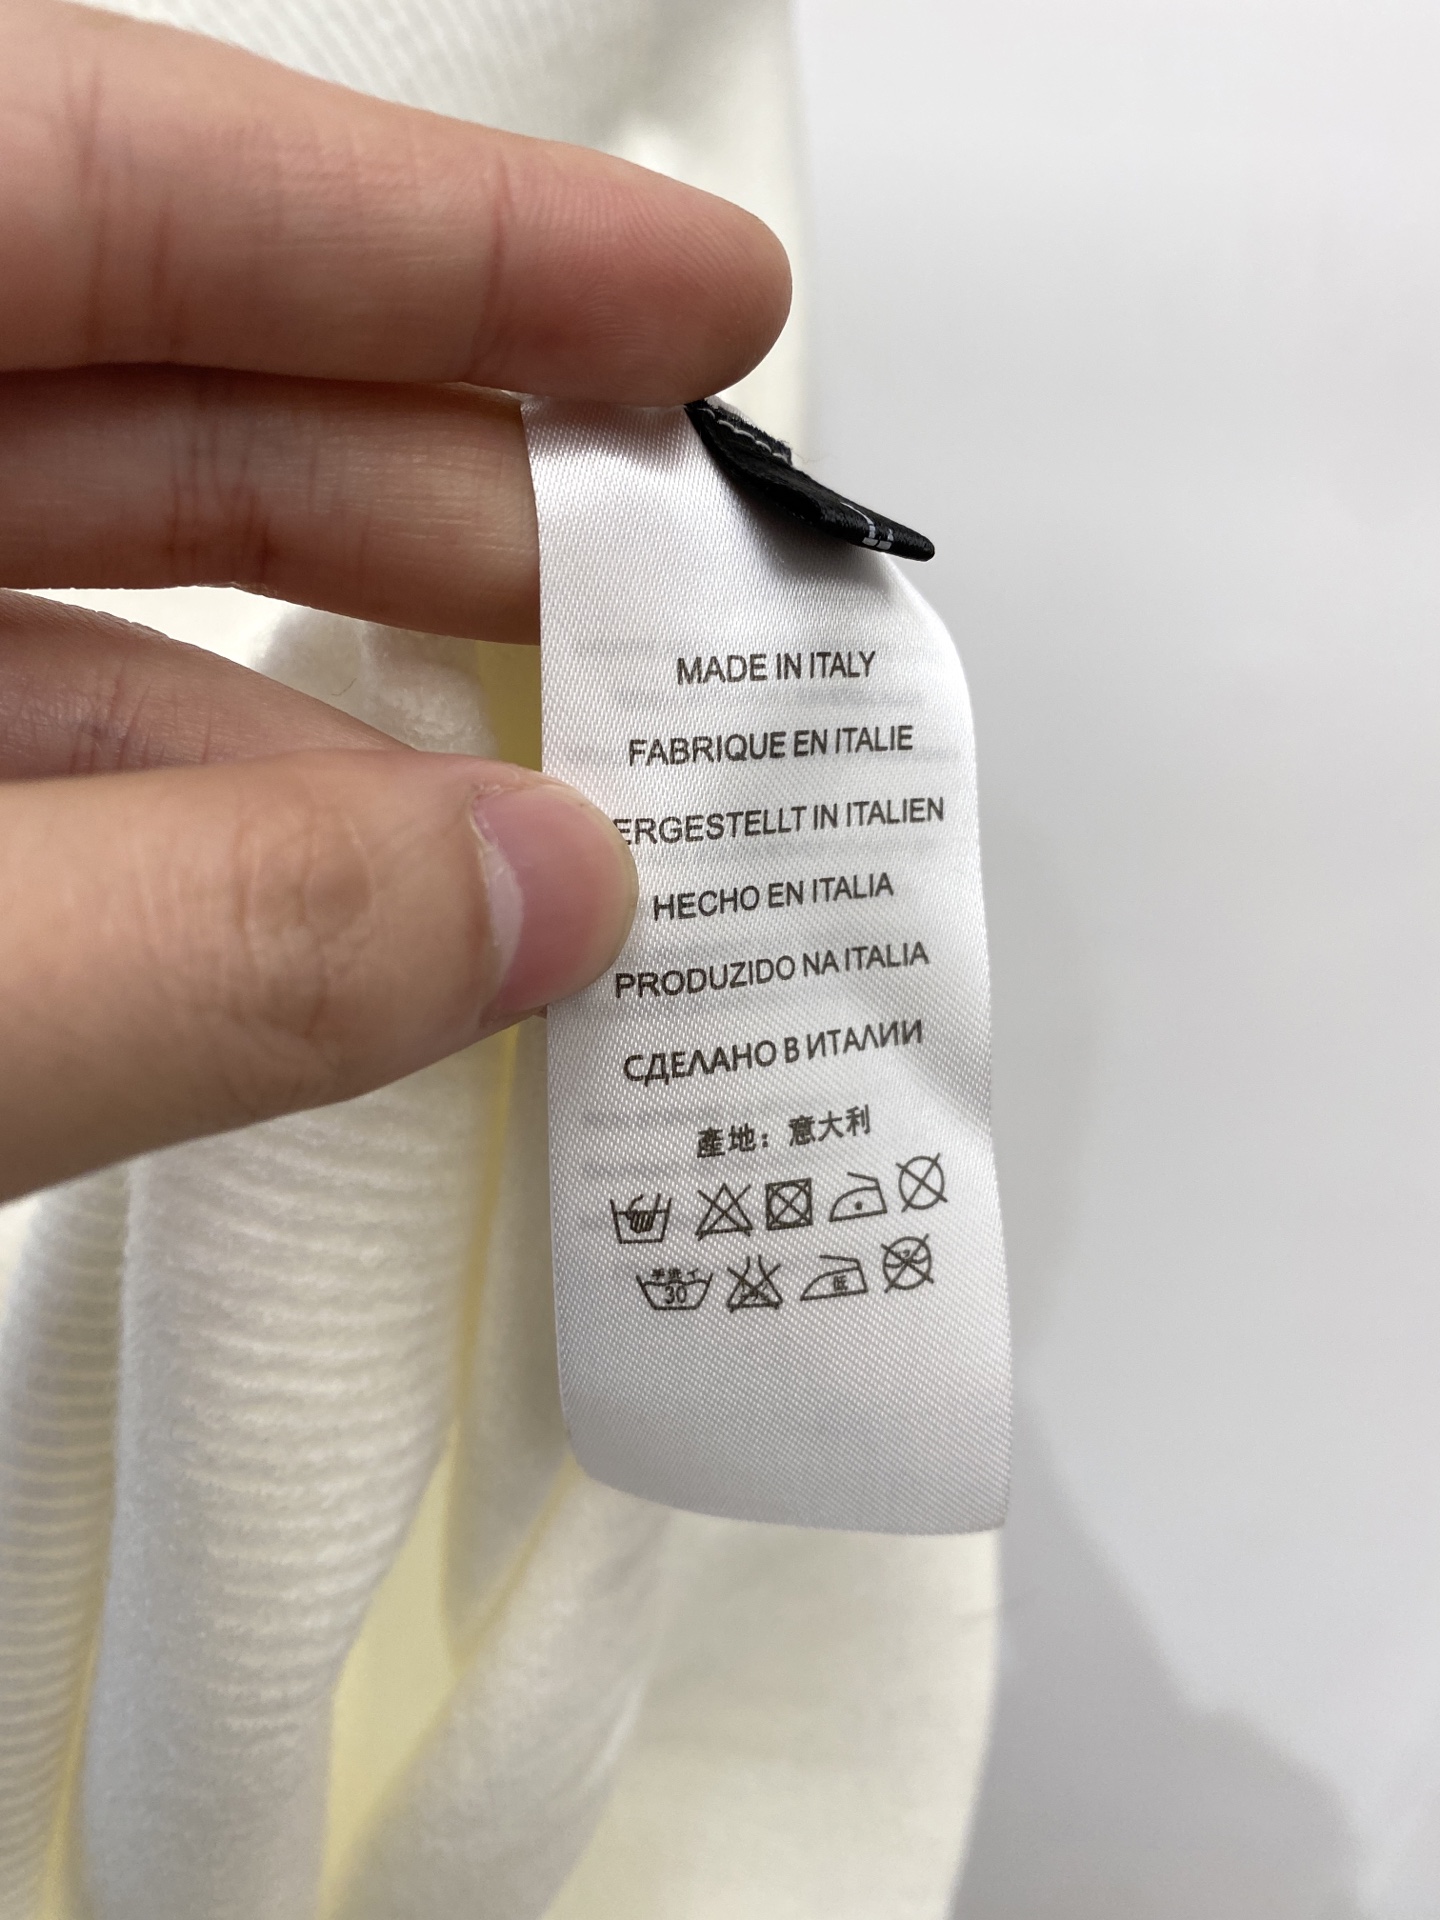 MADE IN ITALY
FABRIQUE EN ITALIE
ERGESTELLT IN ITALIEN
HECHO EN ITALIA
PRODUZIDO NA ITALIA
СДЕЛАНО В ИТАЛИИ
產地：意大利
30 低